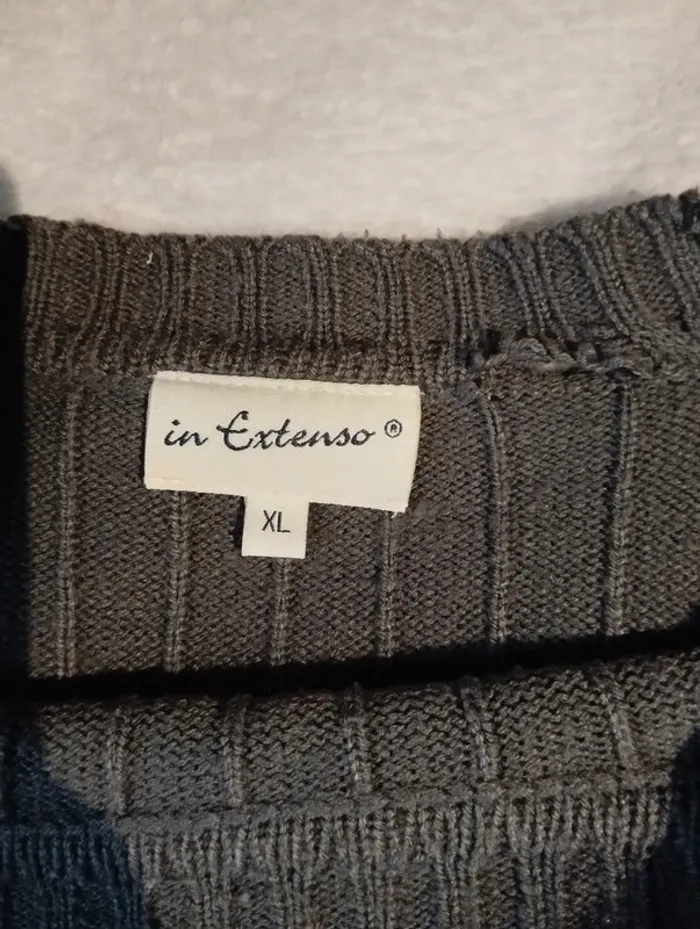 in Extenso ®
XL